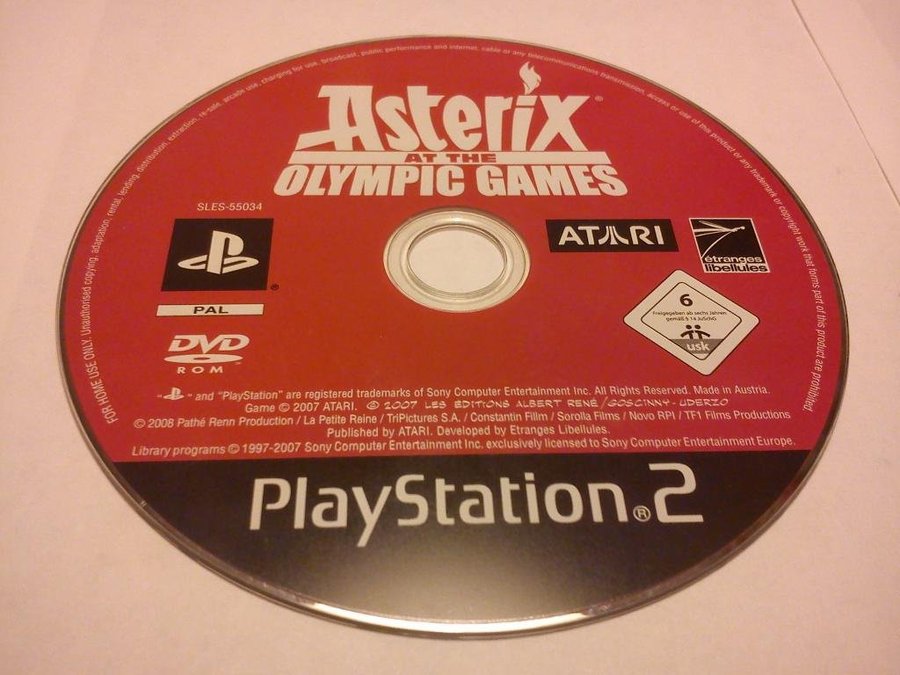 FOR HOME USE ONLY. Unauthorised copying, adaptation, rental, lending, distribution, extraction, re-sale, arcade use, charging for use, broadcast, public performance and internet, cable or any telecommunications transmission, access or use of this product or any trademark or copyright work that forms part of this product are prohibited.
Asterix®
AT THE
OLYMPIC GAMES
SLES-55034
ATARI
étranges
libellules
®
PAL
6
Freigegeben ab sechs Jahren
gemäß § 14 JuSchG
usk
DVD
ROM
" and "PlayStation" are registered trademarks of Sony Computer Entertainment Inc. All Rights Reserved. Made in Austria.
Game © 2007 ATARI. © 2007 LES ÉDITIONS ALBERT RENÉ/GOSCINNY-UDERZO
© 2008 Pathé Renn Production / La Petite Reine / TriPictures S.A. / Constantin Fillm / Sorolla Films / Novo RPI / TF1 Films Productions
Published by ATARI. Developed by Etranges Libellules.
Library programs © 1997-2007 Sony Computer Entertainment Inc. exclusively licensed to Sony Computer Entertainment Europe.
PlayStation®2